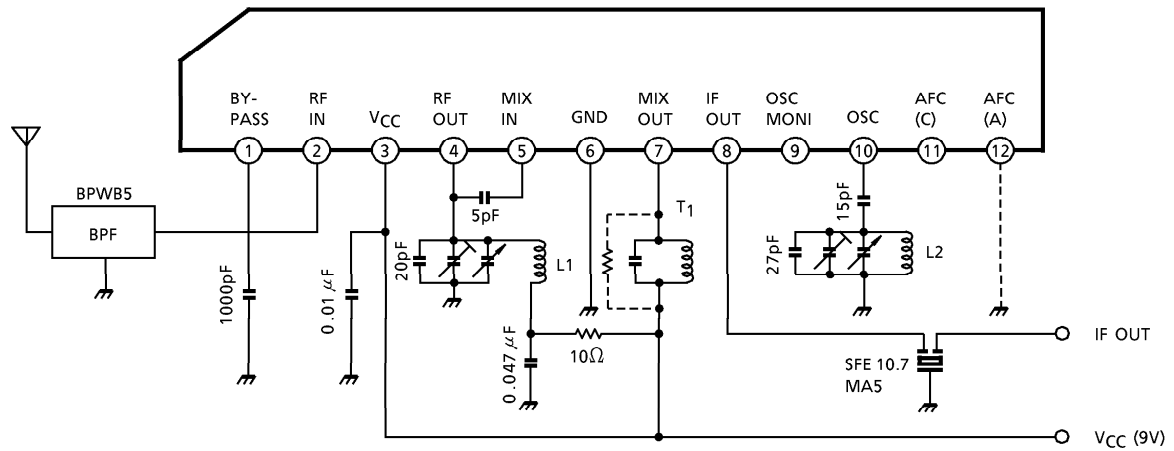 BY-
PASS
RF
IN
VCC
RF
OUT
MIX
IN
GND
MIX
OUT
IF
OUT
OSC
MONI
OSC
AFC
(C)
AFC
(A)
1
2
3
4
5
6
7
8
9
10
11
12
BPWB5
BPF
5pF
T1
15pF
20pF
L1
27pF
L2
1000pF
0.01 μF
0.047 μF
10Ω
SFE 10.7
MA5
IF OUT
VCC (9V)